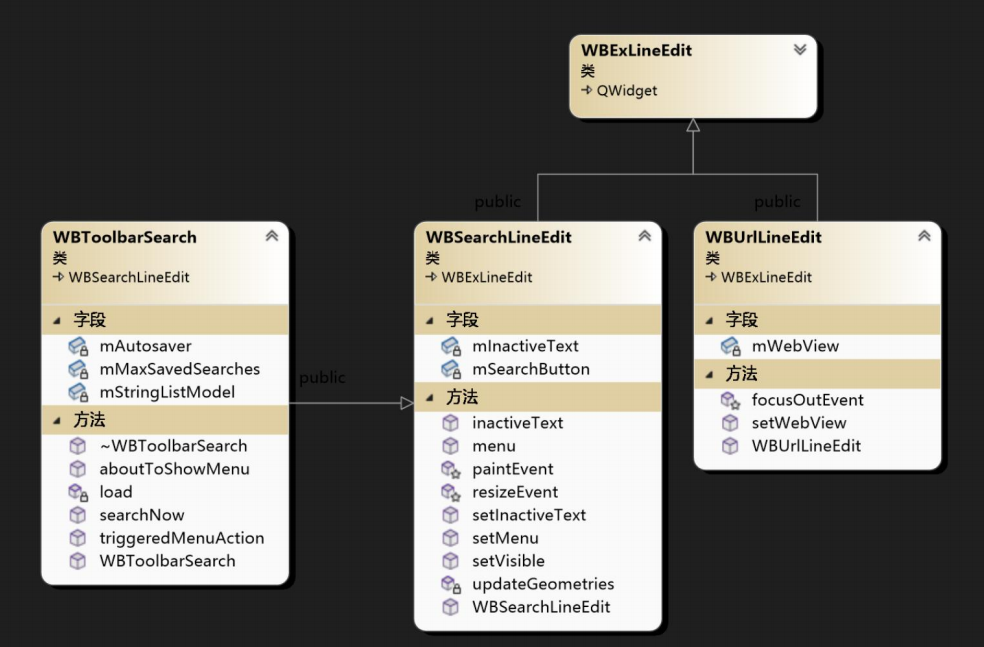 WBExLineEdit
类
QWidget
public
public
WBToolbarSearch
类
WBSearchLineEdit
字段
mAutosaver
mMaxSavedSearches
mStringListModel
方法
~WBToolbarSearch
aboutToShowMenu
load
searchNow
triggeredMenuAction
WBToolbarSearch
public
WBSearchLineEdit
类
WBExLineEdit
字段
mInactiveText
mSearchButton
方法
inactiveText
menu
paintEvent
resizeEvent
setInactiveText
setMenu
setVisible
updateGeometries
WBSearchLineEdit
WBUrlLineEdit
类
WBExLineEdit
字段
mWebView
方法
focusOutEvent
setWebView
WBUrlLineEdit